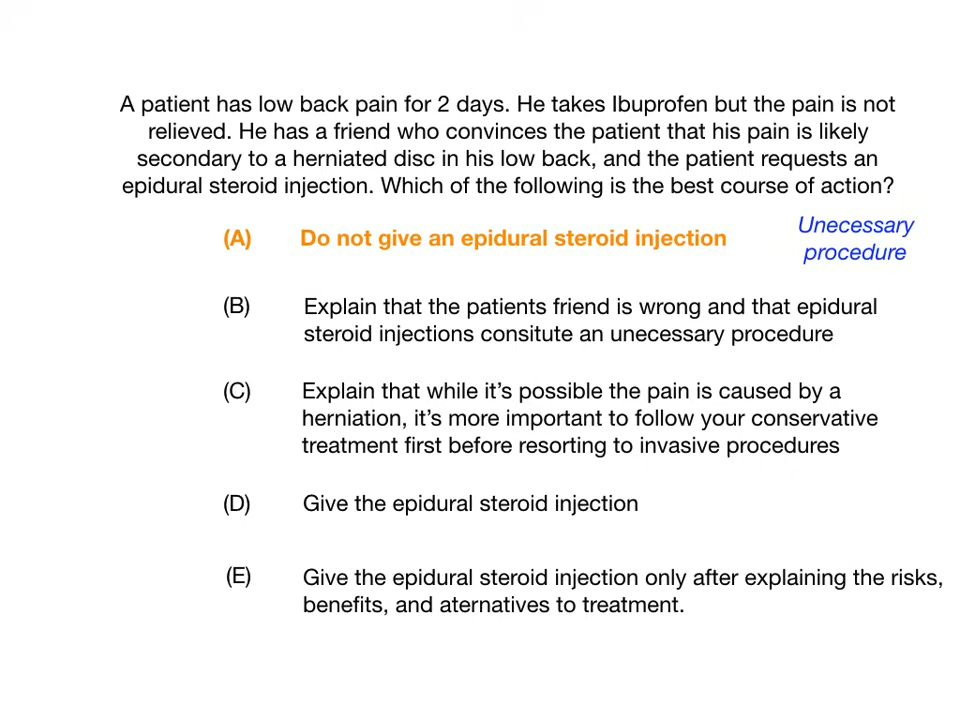 A patient has low back pain for 2 days. He takes Ibuprofen but the pain is not
relieved. He has a friend who convinces the patient that his pain is likely
secondary to a herniated disc in his low back, and the patient requests an
epidural steroid injection. Which of the following is the best course of action?
(A) Do not give an epidural steroid injection
Unecessary
procedure
(B) Explain that the patients friend is wrong and that epidural
steroid injections consitute an unecessary procedure
(C) Explain that while it’s possible the pain is caused by a
herniation, it’s more important to follow your conservative
treatment first before resorting to invasive procedures
(D) Give the epidural steroid injection
(E) Give the epidural steroid injection only after explaining the risks,
benefits, and aternatives to treatment.